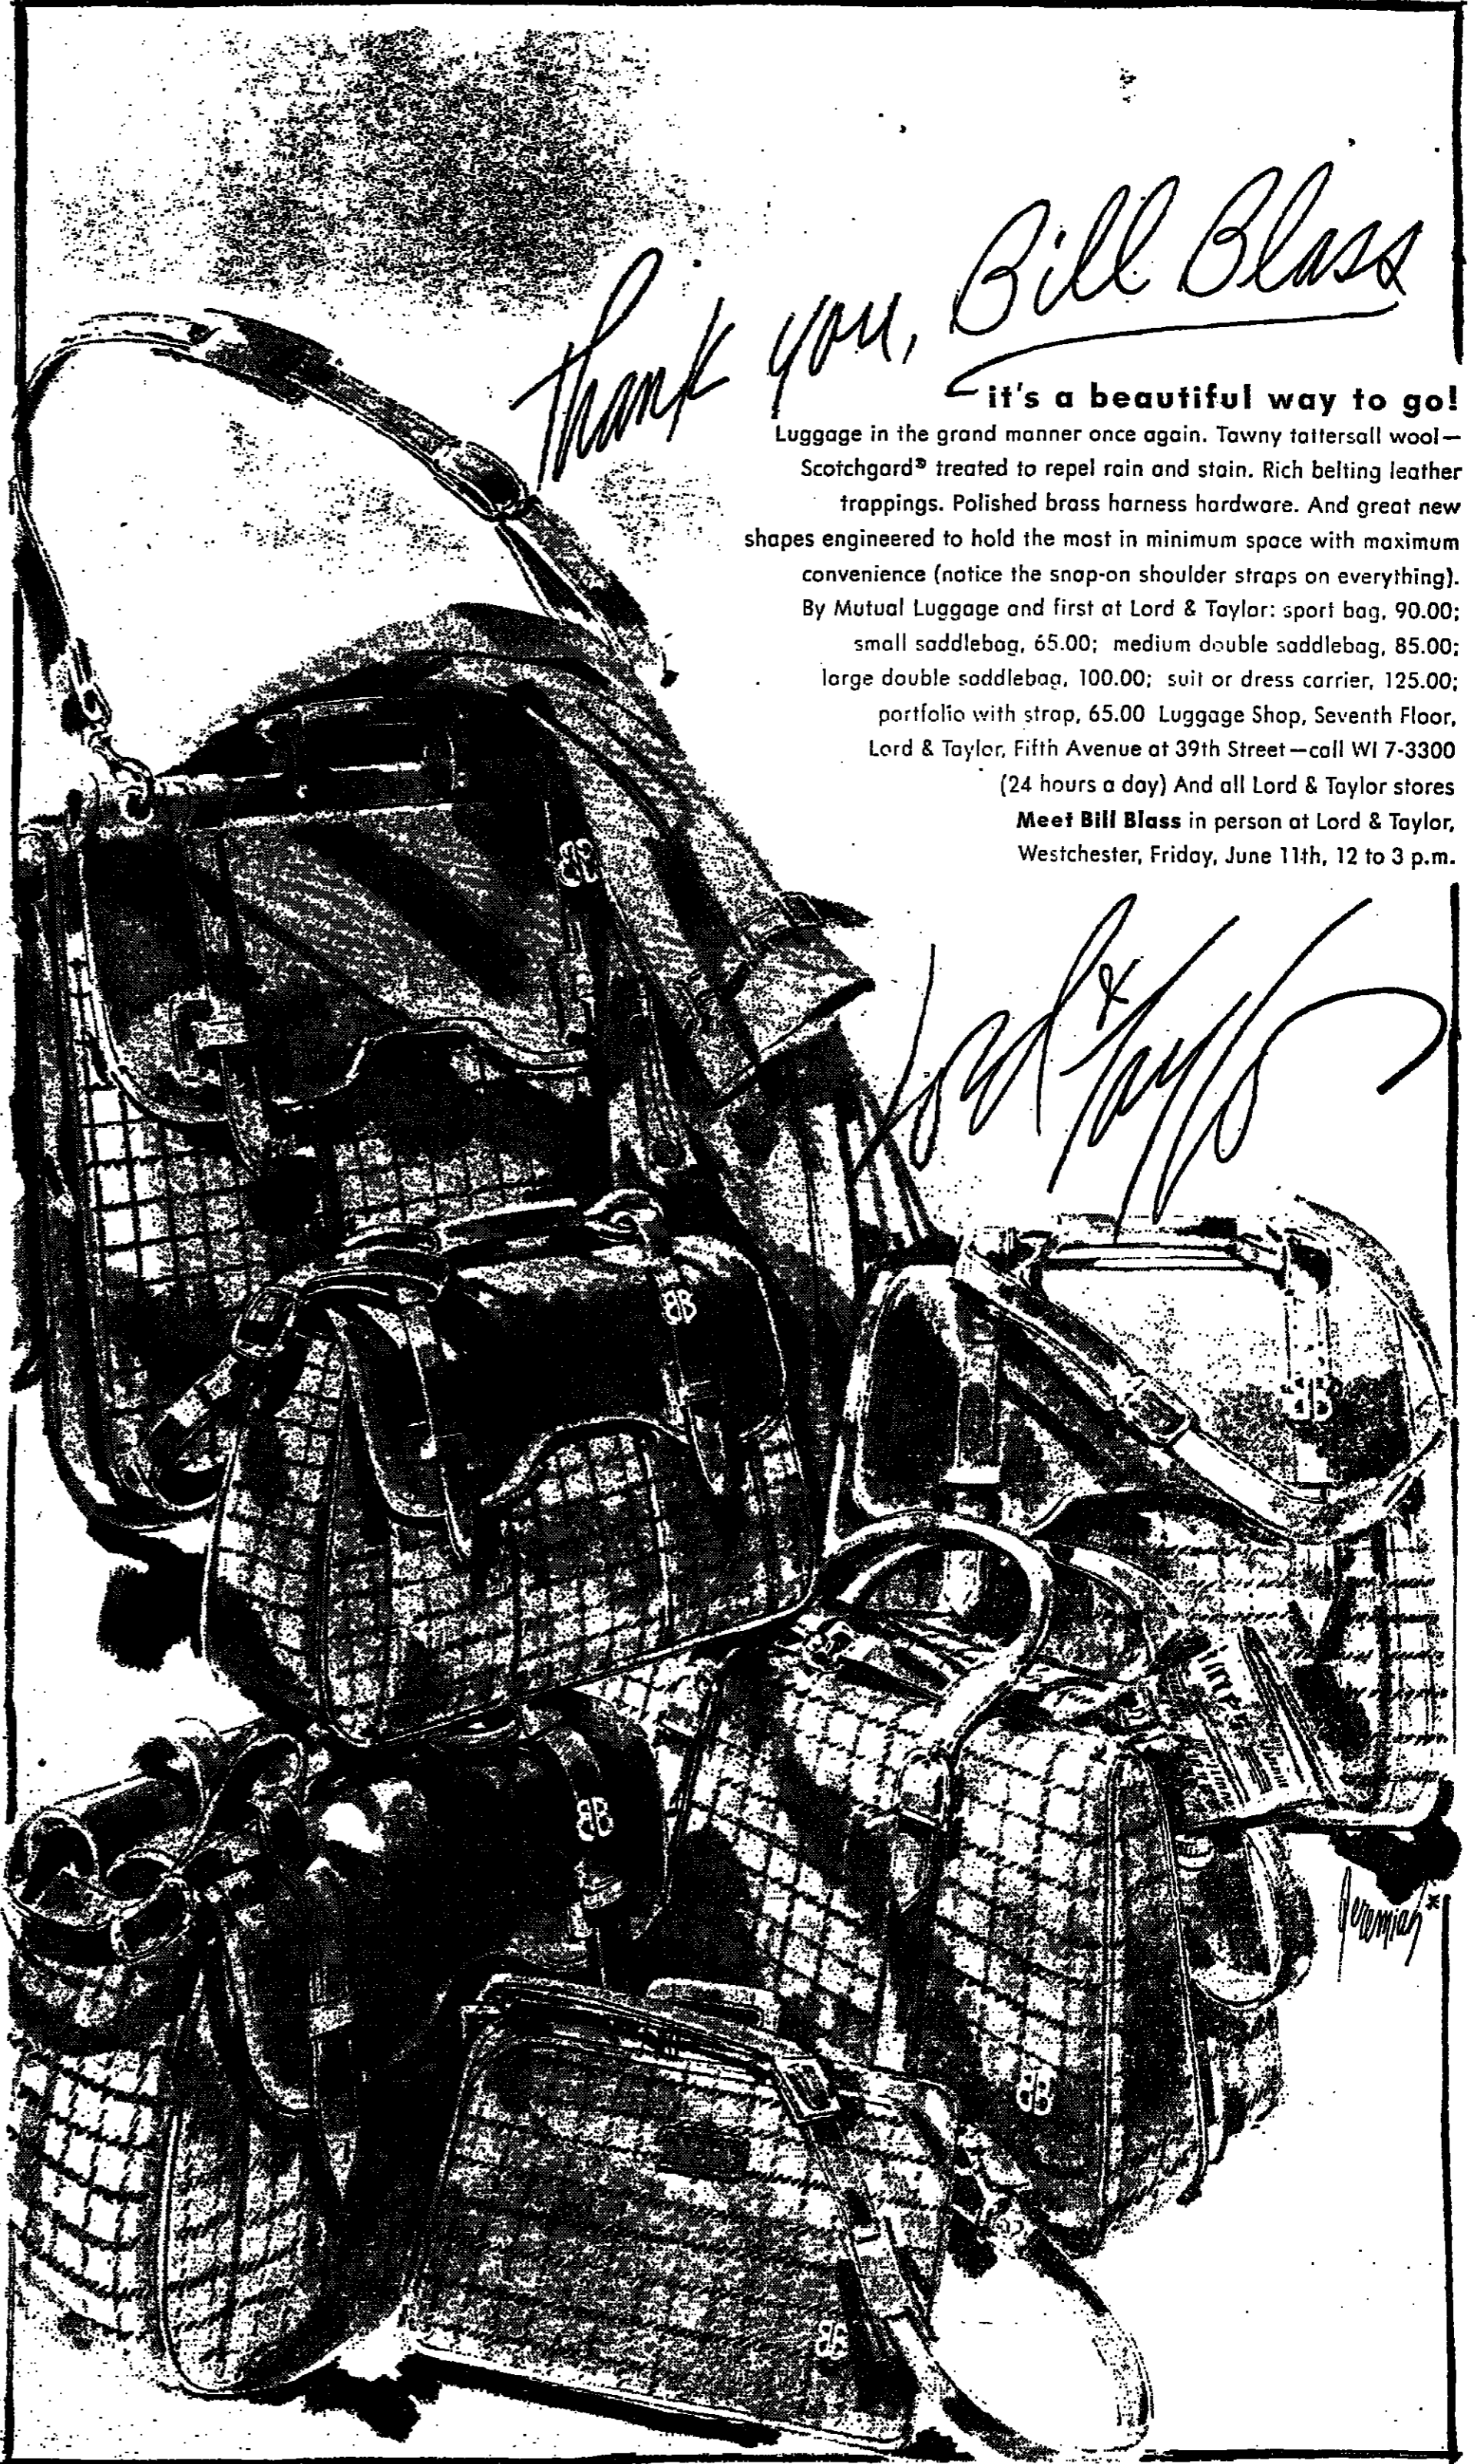 Thank you, Bill Blass
it's a beautiful way to go!
Luggage in the grand manner once again. Tawny tattersall wool—
Scotchgard® treated to repel rain and stain. Rich belting leather
trappings. Polished brass harness hardware. And great new
shapes engineered to hold the most in minimum space with maximum
convenience (notice the snap-on shoulder straps on everything).
By Mutual Luggage and first at Lord & Taylor: sport bag, 90.00;
small saddlebag, 65.00; medium double saddlebag, 85.00;
large double saddlebag, 100.00; suit or dress carrier, 125.00;
portfolio with strap, 65.00 Luggage Shop, Seventh Floor,
Lord & Taylor, Fifth Avenue at 39th Street—call WI 7-3300
(24 hours a day) And all Lord & Taylor stores
Meet Bill Blass in person at Lord & Taylor,
Westchester, Friday, June 11th, 12 to 3 p.m.
Lord & Taylor
BB
BB
BB
BB
BB
BB
Jeremiah*